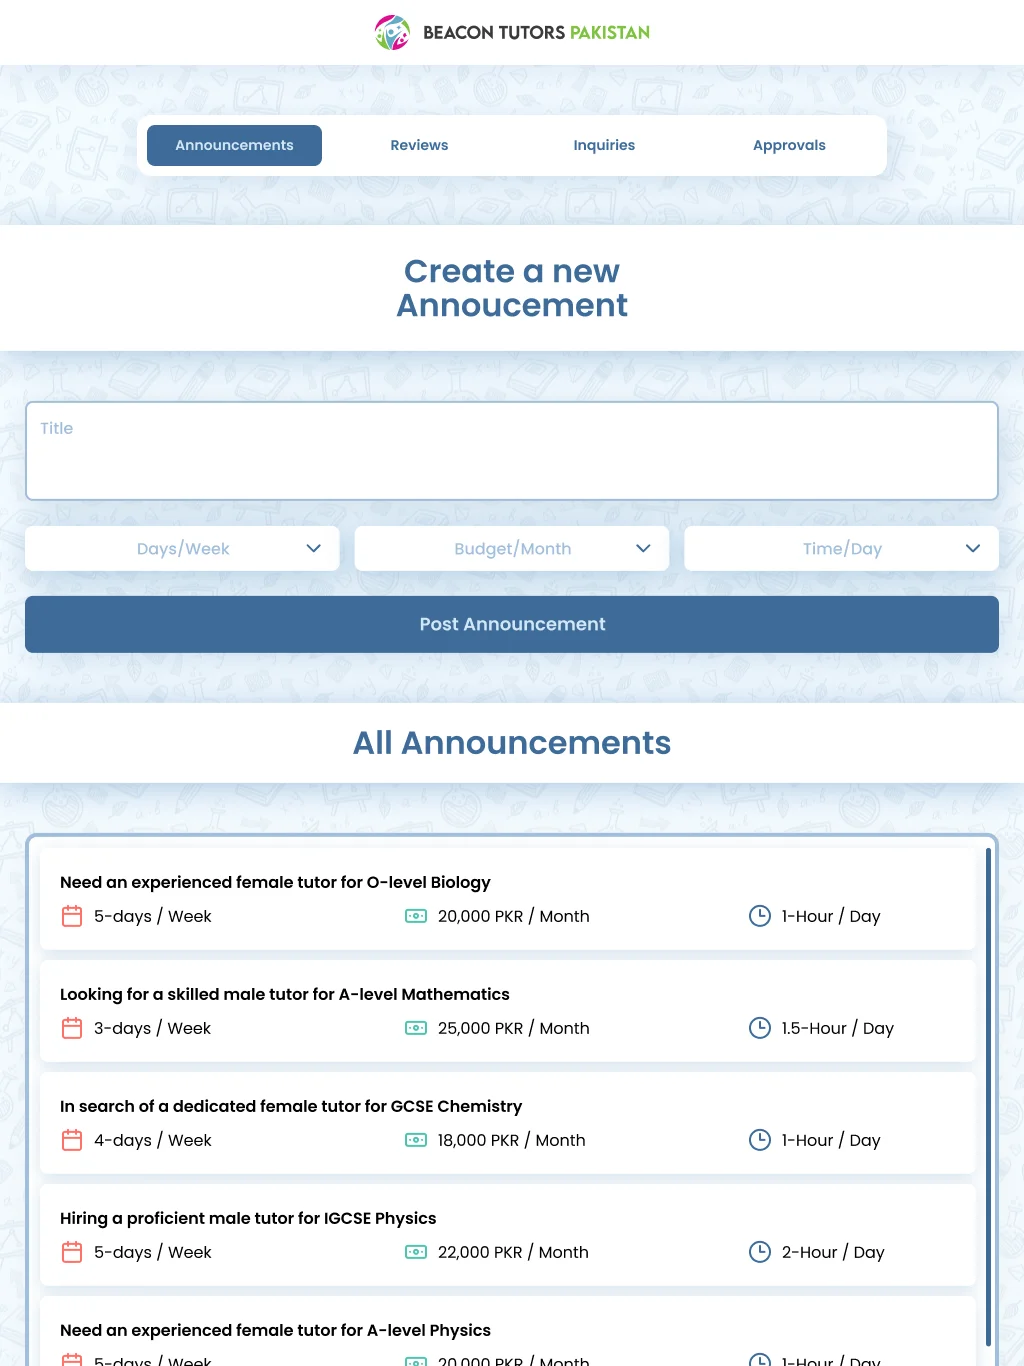 BEACON TUTORS PAKISTAN
Announcements Reviews Inquiries Approvals
Create a new
Annoucement
Title
Days/Week Budget/Month Time/Day
Post Announcement
All Announcements
Need an experienced female tutor for O-level Biology
5-days / Week 20,000 PKR / Month 1-Hour / Day
Looking for a skilled male tutor for A-level Mathematics
3-days / Week 25,000 PKR / Month 1.5-Hour / Day
In search of a dedicated female tutor for GCSE Chemistry
4-days / Week 18,000 PKR / Month 1-Hour / Day
Hiring a proficient male tutor for IGCSE Physics
5-days / Week 22,000 PKR / Month 2-Hour / Day
Need an experienced female tutor for A-level Physics
5-days / Week 20,000 PKR / Month 1-Hour / Day